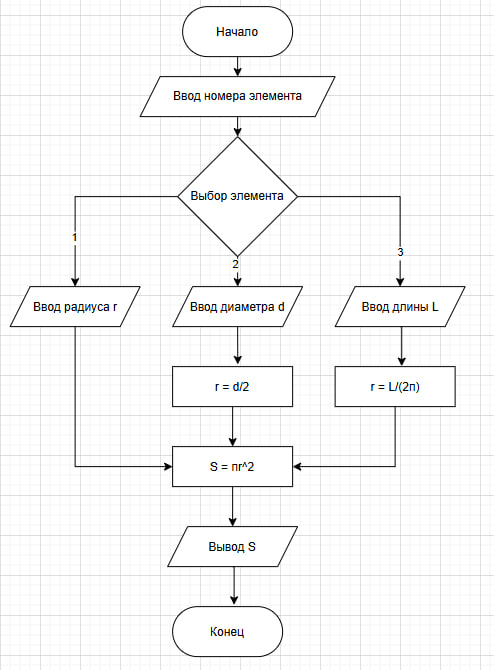 Начало
Ввод номера элемента
Выбор элемента
1
2
3
Ввод радиуса r
Ввод диаметра d
Ввод длины L
r = d/2
r = L/(2п)
S = пr^2
Вывод S
Конец